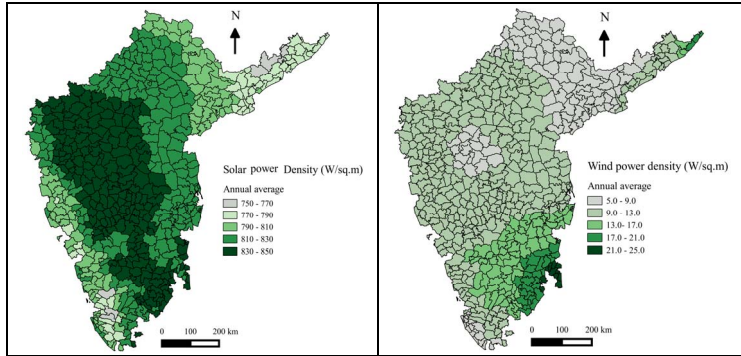 N
Solar power Density (W/sq.m)
Annual average
750 - 770
770 - 790
790 - 810
810 - 830
830 - 850
0 100 200 km
N
Wind power density (W/sq.m)
Annual average
5.0 - 9.0
9.0 - 13.0
13.0- 17.0
17.0 - 21.0
21.0 - 25.0
0 100 200 km